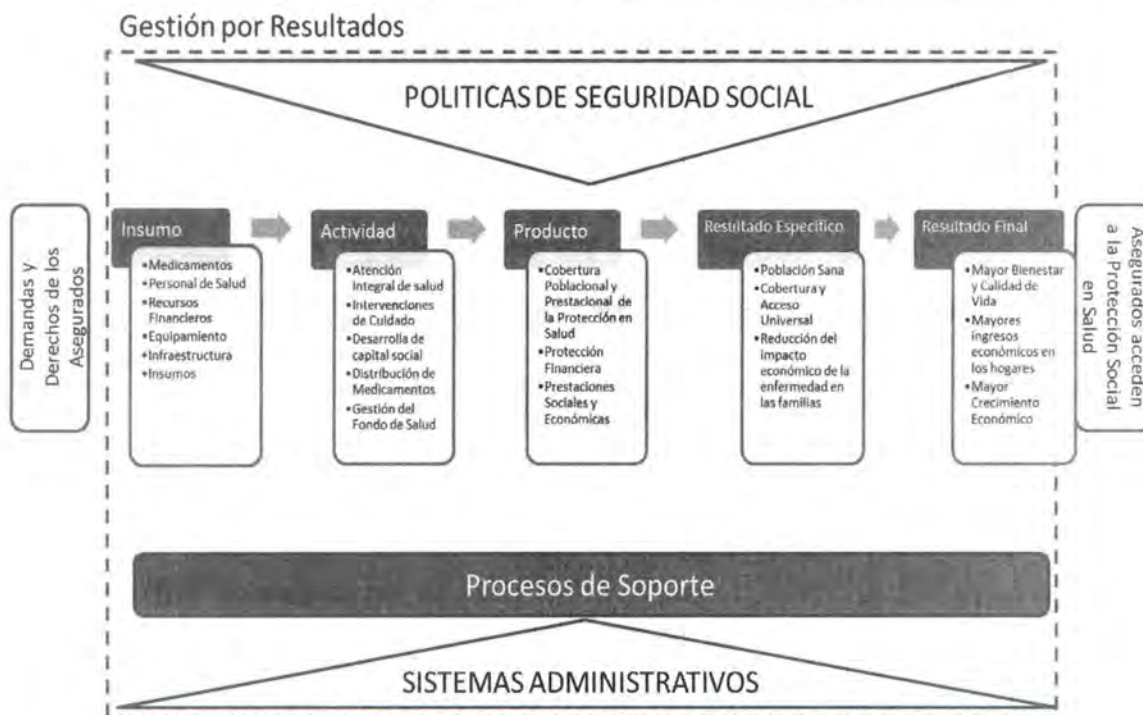 Gestión por Resultados
POLITICAS DE SEGURIDAD SOCIAL
Demandas y
Derechos de los
Asegurados
Insumo
▪Medicamentos
▪Personal de Salud
▪Recursos
Financieros
▪Equipamiento
▪Infraestructura
▪Insumos
Actividad
▪Atención
Integral de salud
▪Intervenciones
de Cuidado
▪Desarrolla de
capital social
▪Distribución de
Medicamentos
▪Gestión del
Fondo de Salud
Producto
▪Cobertura
Poblacional y
Prestacional de
la Protección en
Salud
▪Protección
Financiera
▪Prestaciones
Sociales y
Económicas
Resultado Específico
▪Población Sana
▪Cobertura y
Acceso
Universal
▪Reducción del
impacto
económico de la
enfermedad en
las familias
Resultado Final
▪Mayor Bienestar
y Calidad de
Vida
▪Mayores
ingresos
económicos en
los hogares
▪Mayor
Crecimiento
Económico
Asegurados acceden
a la Protección Social
en Salud
Procesos de Soporte
SISTEMAS ADMINISTRATIVOS